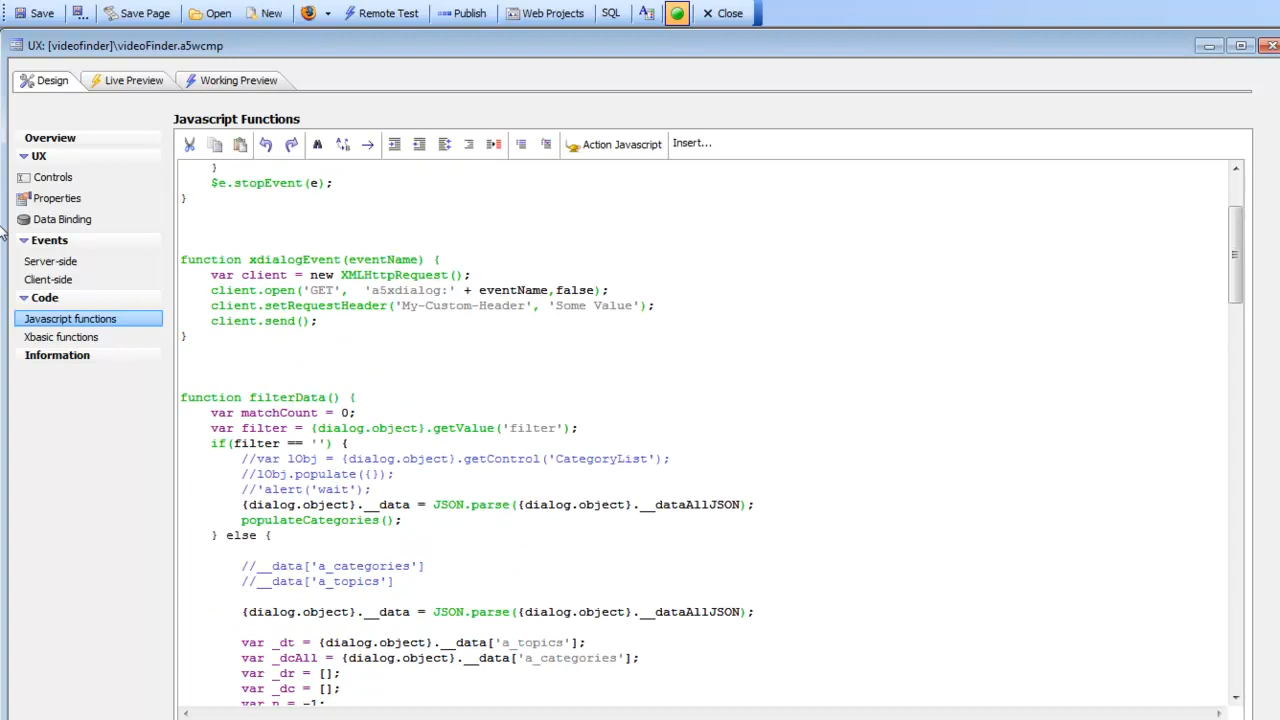 Save Save Page Open New Remote Test Publish Web Projects SQL Close
UX: [videofinder]\videoFinder.a5wcmp
Design Live Preview Working Preview
Javascript Functions
Overview
UX
Controls
Properties
Data Binding
Events
Server-side
Client-side
Code
Javascript functions
Xbasic functions
Information
Action Javascript Insert...
}
$e.stopEvent(e);
}
function xdialogEvent(eventName) {
var client = new XMLHttpRequest();
client.open('GET', 'a5xdialog:' + eventName,false);
client.setRequestHeader('My-Custom-Header', 'Some Value');
client.send();
}
function filterData() {
var matchCount = 0;
var filter = {dialog.object}.getValue('filter');
if(filter == '') {
//var lObj = {dialog.object}.getControl('CategoryList');
//lObj.populate({});
//'alert('wait');
{dialog.object}.__data = JSON.parse({dialog.object}.__dataAllJSON);
populateCategories();
} else {
//__data['a_categories']
//__data['a_topics']
{dialog.object}.__data = JSON.parse({dialog.object}.__dataAllJSON);
var _dt = {dialog.object}.__data['a_topics'];
var _dcAll = {dialog.object}.__data['a_categories'];
var _dr = [];
var _dc = [];
var n = -1;